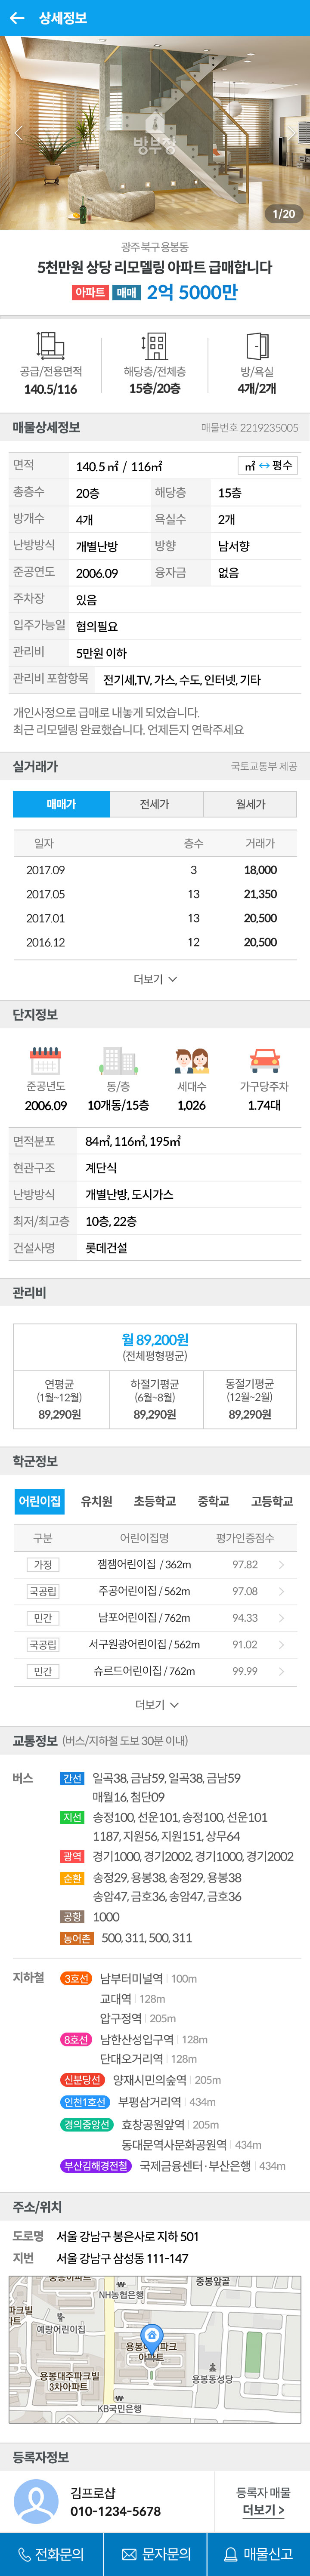 상세정보
방부장
1/20
광주 북구 용봉동
5천만원 상당 리모델링 아파트 급매합니다
아파트 매매 2억 5000만
공급/전용면적 해당층/전체층 방/욕실
140.5/116 15층/20층 4개/2개
매물상세정보 매물번호 2219235005
면적 140.5 ㎡ / 116㎡ ㎡ ↔ 평수
총층수 20층 해당층 15층
방개수 4개 욕실수 2개
난방방식 개별난방 방향 남서향
준공연도 2006.09 융자금 없음
주차장 있음
입주가능일 협의필요
관리비 5만원 이하
관리비 포함항목 전기세,TV, 가스, 수도, 인터넷, 기타
개인사정으로 급매로 내놓게 되었습니다.
최근 리모델링 완료했습니다. 언제든지 연락주세요
실거래가 국토교통부 제공
매매가 전세가 월세가
일자 층수 거래가
2017.09 3 18,000
2017.05 13 21,350
2017.01 13 20,500
2016.12 12 20,500
더보기
단지정보
준공년도 동/층 세대수 가구당주차
2006.09 10개동/15층 1,026 1.74대
면적분포 84㎡, 116㎡, 195㎡
현관구조 계단식
난방방식 개별난방, 도시가스
최저/최고층 10층, 22층
건설사명 롯데건설
관리비
월 89,200원
(전체평형평균)
연평균 하절기평균 동절기평균
(1월~12월) (6월~8월) (12월~2월)
89,290원 89,290원 89,290원
학군정보
어린이집 유치원 초등학교 중학교 고등학교
구분 어린이집명 평가인증점수
가정 잼잼어린이집 / 362m 97.82
국공립 주공어린이집 / 562m 97.08
민간 남포어린이집 / 762m 94.33
국공립 서구원광어린이집 / 562m 91.02
민간 슈르드어린이집 / 762m 99.99
더보기
교통정보 (버스/지하철 도보 30분 이내)
버스 간선 일곡38, 금남59, 일곡38, 금남59
매월16, 첨단09
지선 송정100, 선운101, 송정100, 선운101
1187, 지원56, 지원151, 상무64
광역 경기1000, 경기2002, 경기1000, 경기2002
순환 송정29, 용봉38, 송정29, 용봉38
송암47, 금호36, 송암47, 금호36
공항 1000
농어촌 500, 311, 500, 311
지하철 3호선 남부터미널역 100m
교대역 128m
압구정역 205m
8호선 남한산성입구역 128m
단대오거리역 128m
신분당선 양재시민의숲역 205m
인천1호선 부평삼거리역 434m
경의중앙선 효창공원앞역 205m
동대문역사문화공원역 434m
부산김해경전철 국제금융센터·부산은행 434m
주소/위치
도로명 서울 강남구 봉은사로 지하 501
지번 서울 강남구 삼성동 111-147
중봉앞골
NH농협은행
예랑어린이집
용봉대주파크빌
3차아파트
용봉동성당
KB국민은행
등록자정보
김프로샵
010-1234-5678
등록자 매물
더보기 >
전화문의 문자문의 매물신고